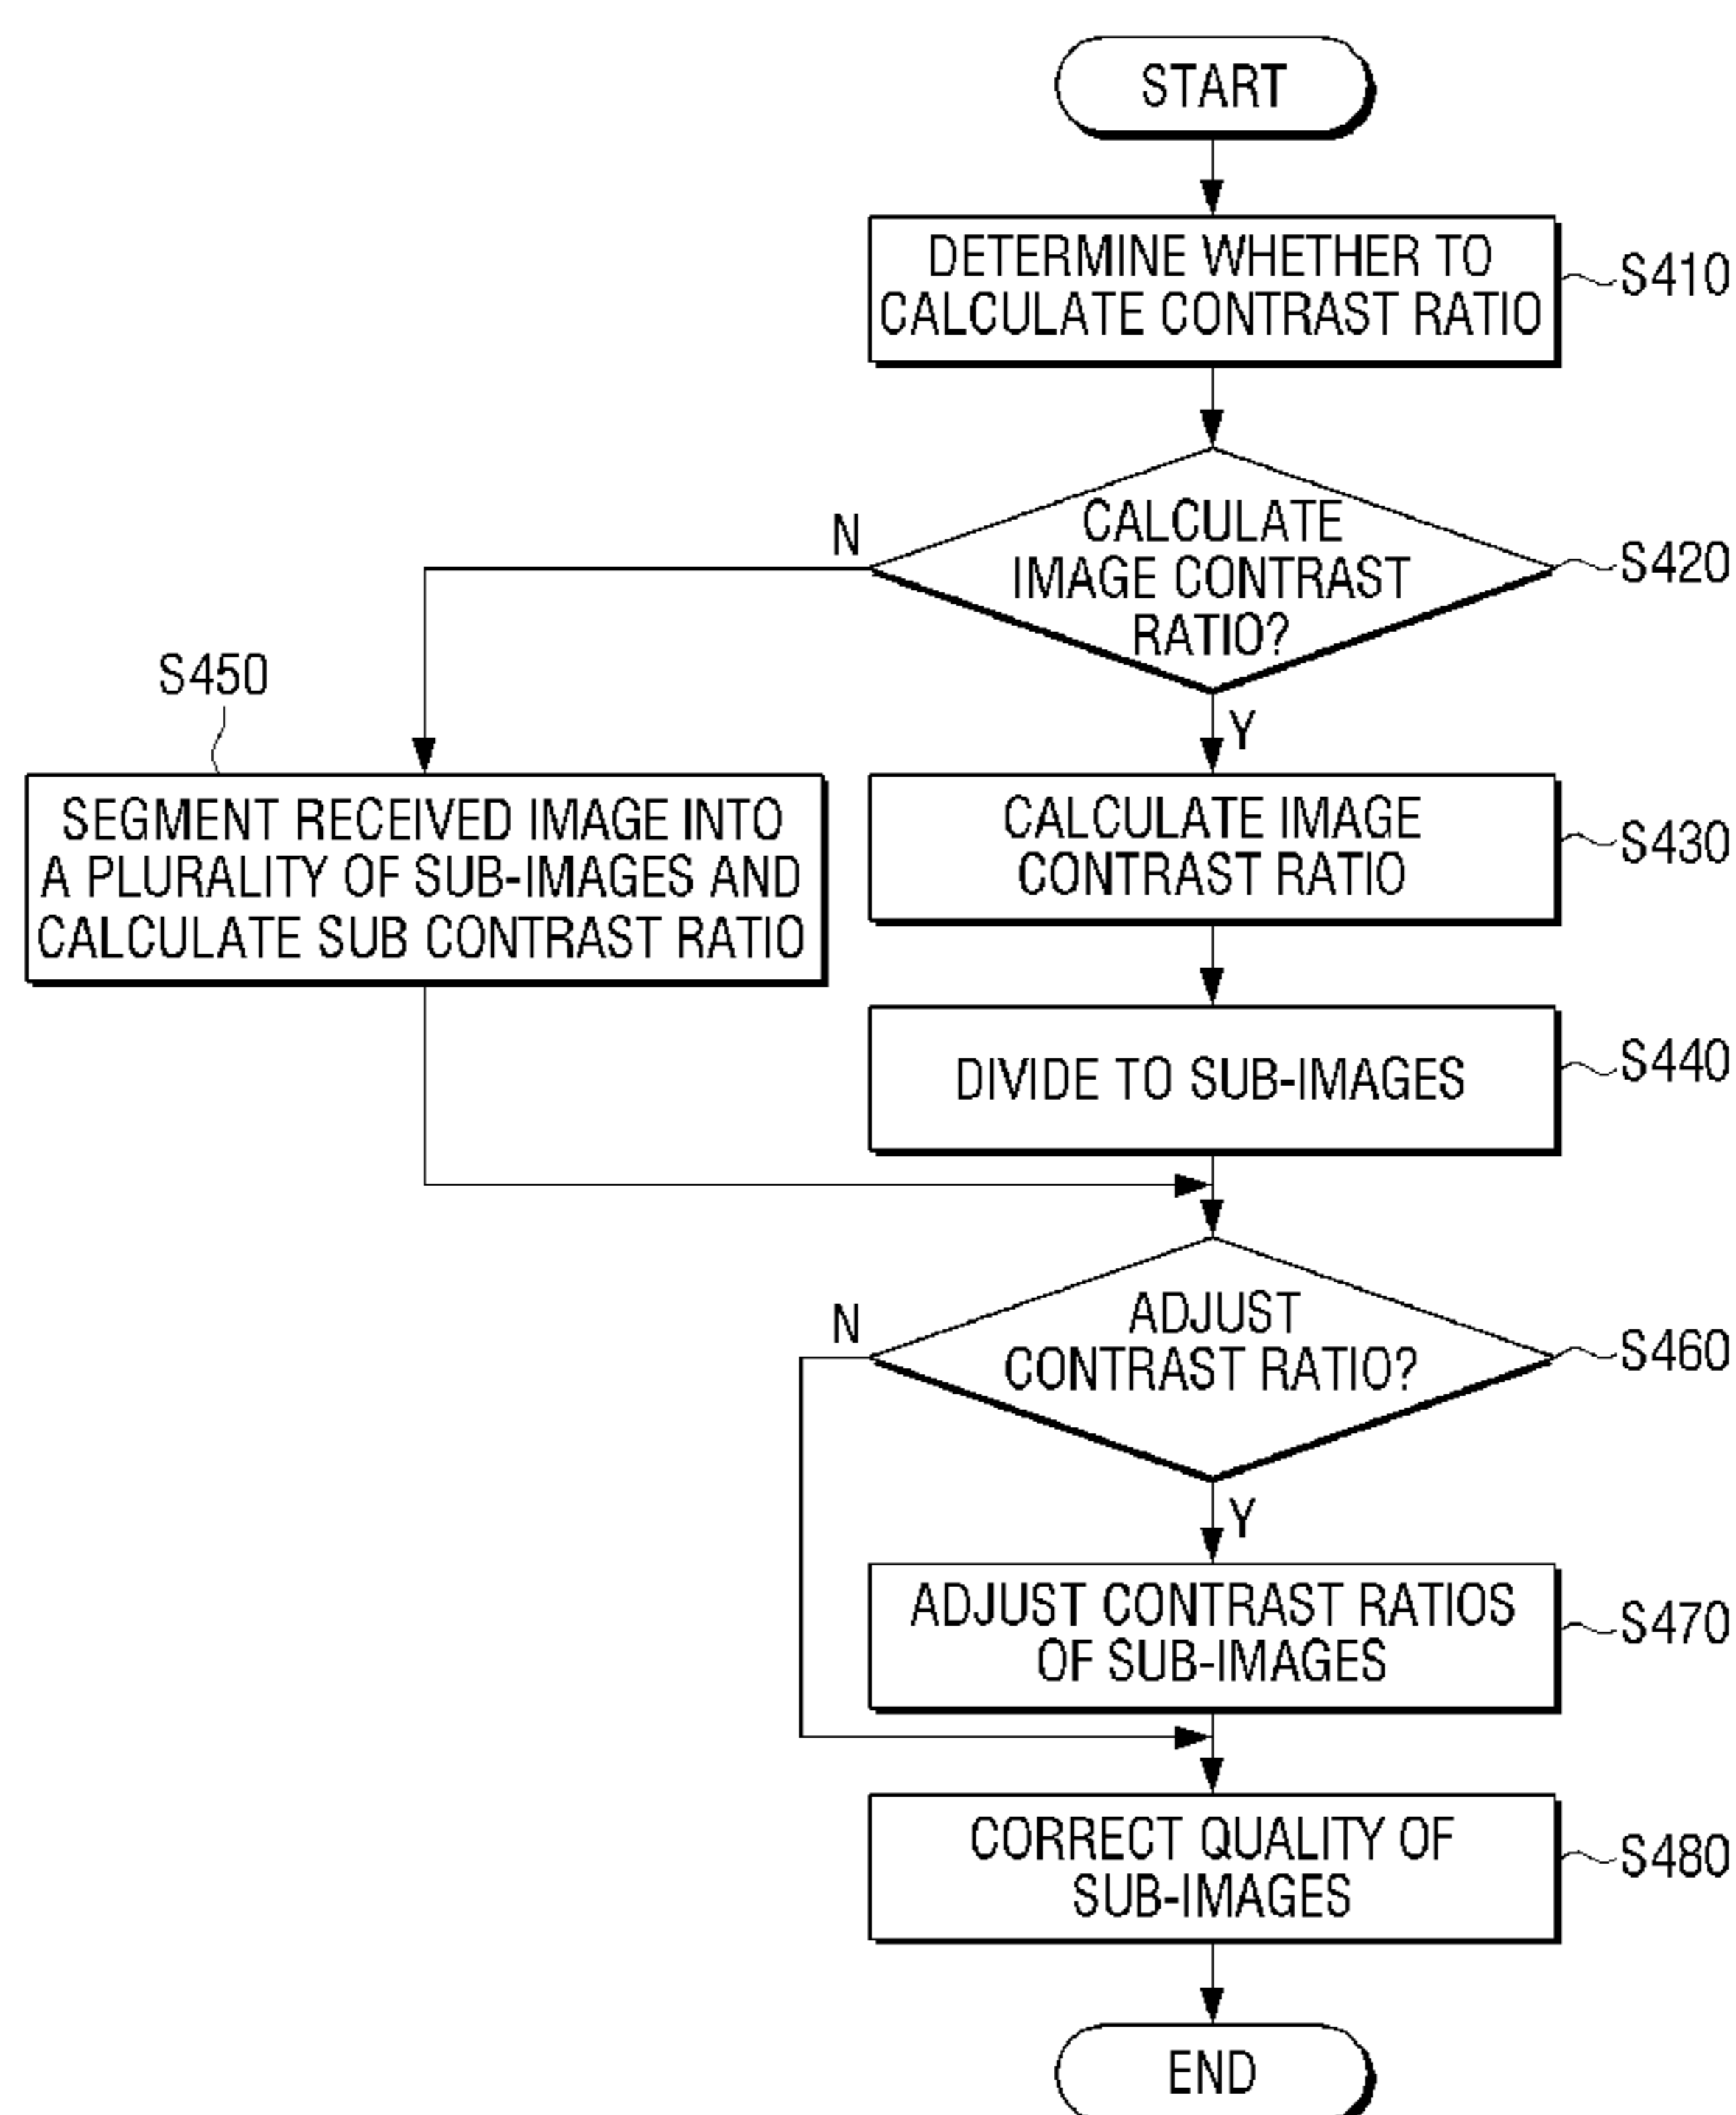 START
DETERMINE WHETHER TO
CALCULATE CONTRAST RATIO
S410
CALCULATE
IMAGE CONTRAST
RATIO?
S420
N
Y
S450
SEGMENT RECEIVED IMAGE INTO
A PLURALITY OF SUB-IMAGES AND
CALCULATE SUB CONTRAST RATIO
CALCULATE IMAGE
CONTRAST RATIO
S430
DIVIDE TO SUB-IMAGES
S440
ADJUST
CONTRAST RATIO?
S460
N
Y
ADJUST CONTRAST RATIOS
OF SUB-IMAGES
S470
CORRECT QUALITY OF
SUB-IMAGES
S480
END